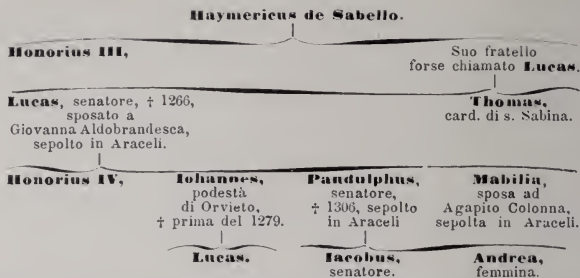 Haymericus de Sabello.
Honorius III,
Suo fratello
forse chiamato Lucas.
Lucas, senatore, † 1266,
sposato a
Giovanna Aldobrandesca,
sepolto in Araceli.
Thomas,
card. di s. Sabina.
Honorius IV,
Iohannes,
podestà
di Orvieto,
† prima del 1279.
Pandulphus,
senatore,
† 1306, sepolto
in Araceli
Mabilia,
sposa ad
Agapito Colonna,
sepolta in Araceli.
Lucas.
Iacobus,
senatore.
Andrea,
femmina.